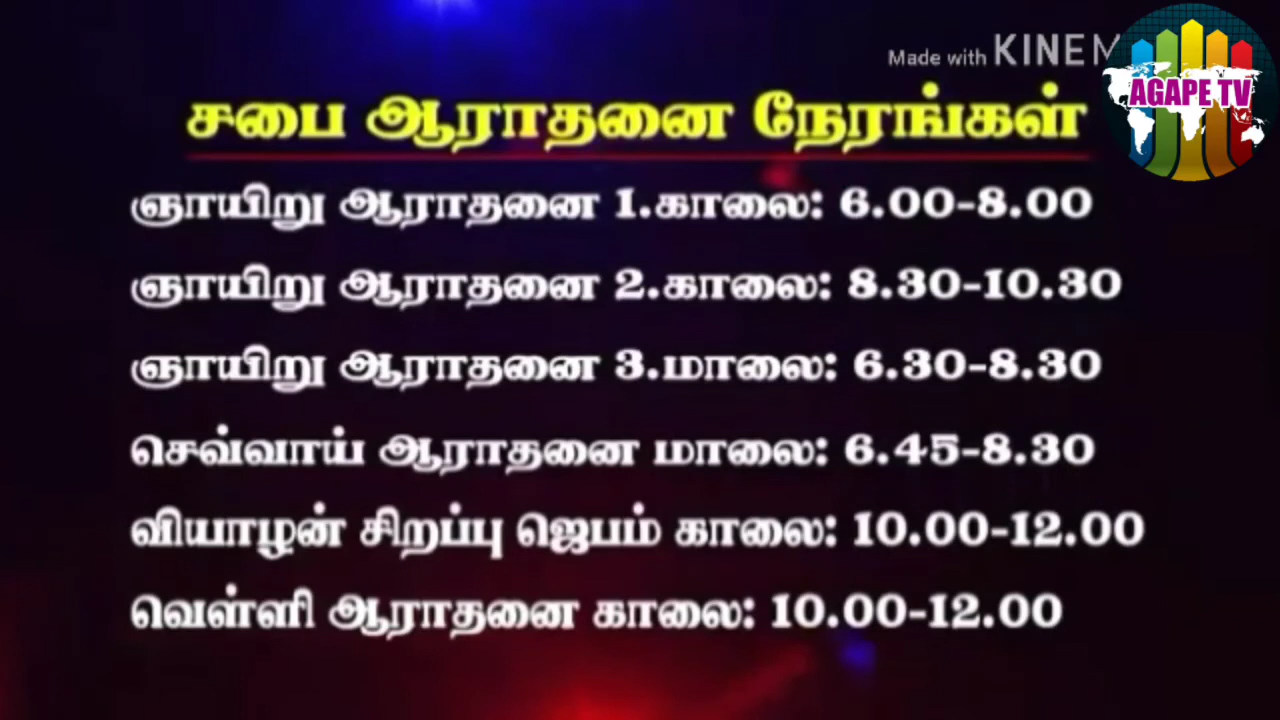 Made with KINEM
AGAPE TV
சபை ஆராதனை நேரங்கள்
ஞாயிறு ஆராதனை 1.காலை: 6.00-8.00
ஞாயிறு ஆராதனை 2.காலை: 8.30-10.30
ஞாயிறு ஆராதனை 3.மாலை: 6.30-8.30
செவ்வாய் ஆராதனை மாலை: 6.45-8.30
வியாழன் சிறப்பு ஜெபம் காலை: 10.00-12.00
வெள்ளி ஆராதனை காலை: 10.00-12.00